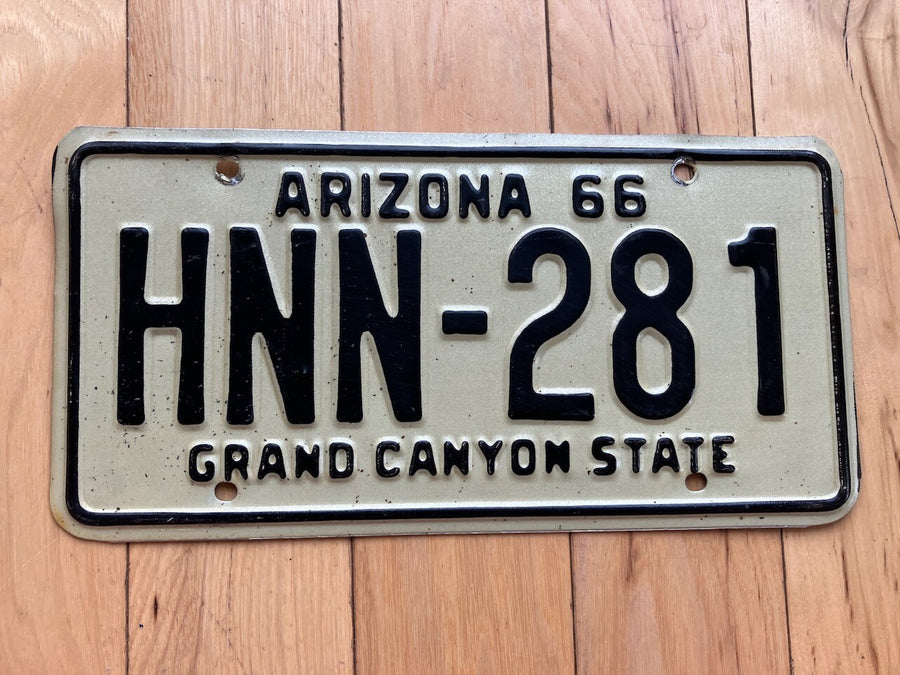 ARIZONA 66
HNN-281
GRAND CANYON STATE